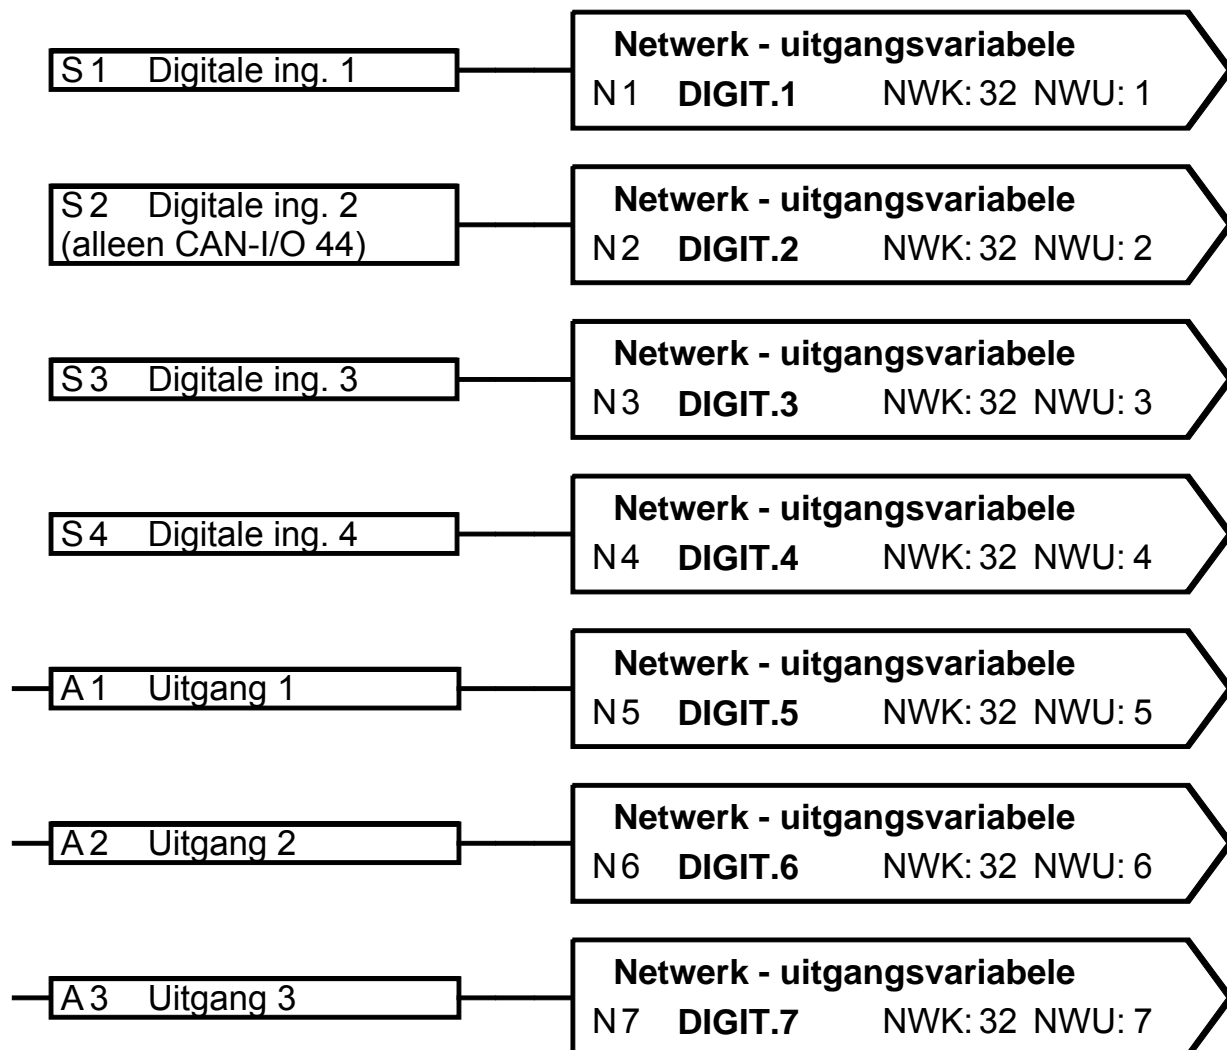 Netwerk - uitgangsvariabele
S 1 Digitale ing. 1
N 1 DIGIT.1 NWK: 32 NWU: 1
Netwerk - uitgangsvariabele
S 2 Digitale ing. 2
(alleen CAN-I/O 44)
N 2 DIGIT.2 NWK: 32 NWU: 2
Netwerk - uitgangsvariabele
S 3 Digitale ing. 3
N 3 DIGIT.3 NWK: 32 NWU: 3
Netwerk - uitgangsvariabele
S 4 Digitale ing. 4
N 4 DIGIT.4 NWK: 32 NWU: 4
Netwerk - uitgangsvariabele
A 1 Uitgang 1
N 5 DIGIT.5 NWK: 32 NWU: 5
Netwerk - uitgangsvariabele
A 2 Uitgang 2
N 6 DIGIT.6 NWK: 32 NWU: 6
Netwerk - uitgangsvariabele
A 3 Uitgang 3
N 7 DIGIT.7 NWK: 32 NWU: 7